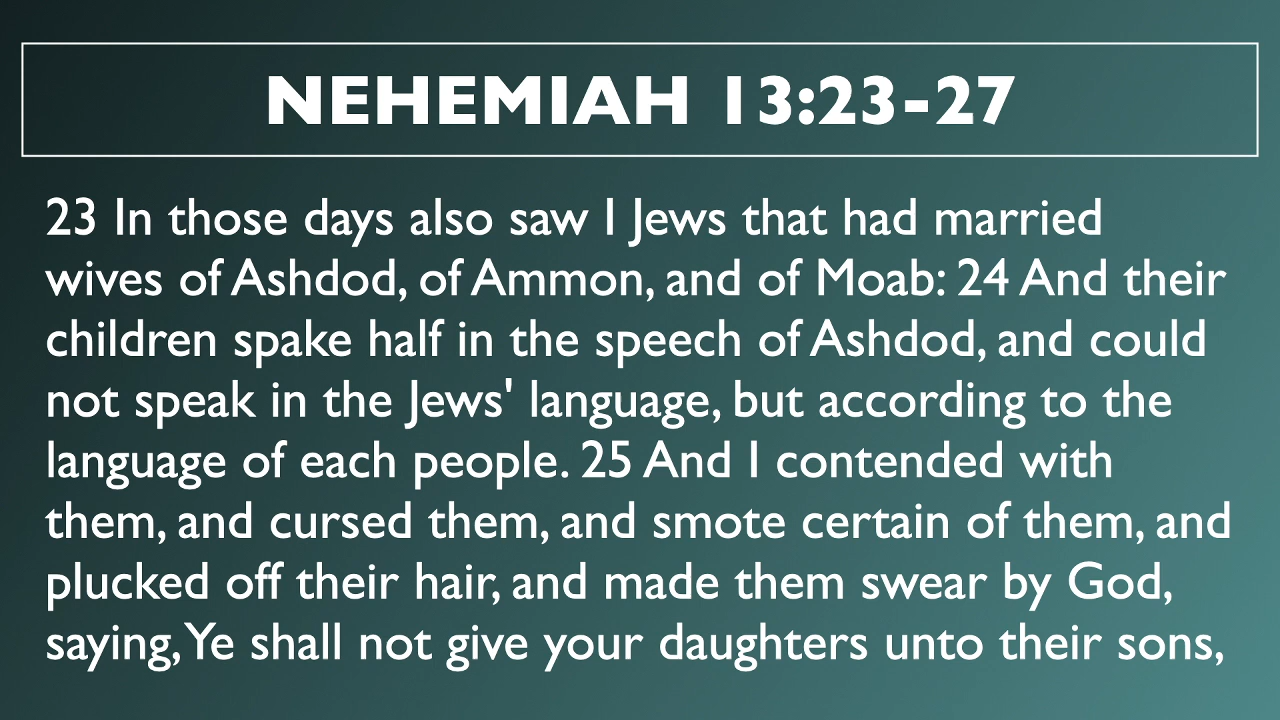 NEHEMIAH 13:23-27
23 In those days also saw I Jews that had married
wives of Ashdod, of Ammon, and of Moab: 24 And their
children spake half in the speech of Ashdod, and could
not speak in the Jews' language, but according to the
language of each people. 25 And I contended with
them, and cursed them, and smote certain of them, and
plucked off their hair, and made them swear by God,
saying, Ye shall not give your daughters unto their sons,